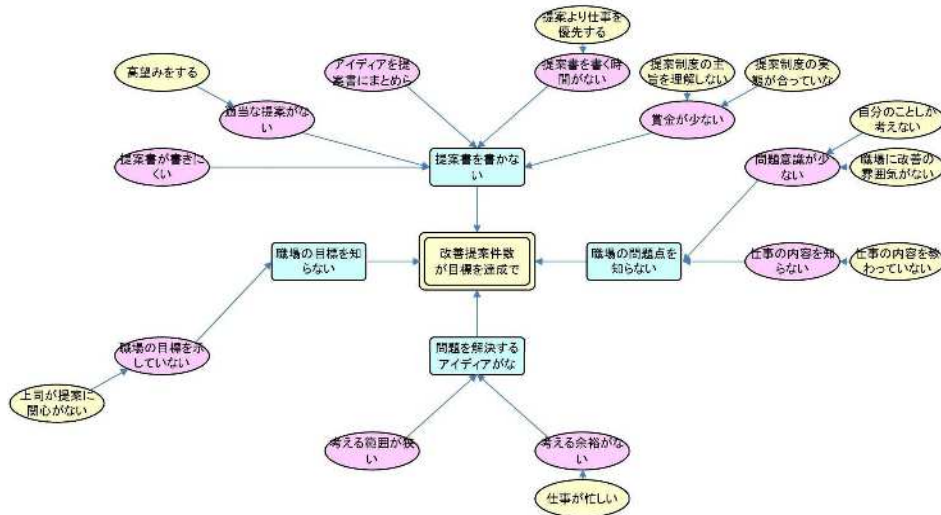 提案より仕事を
優先する
高望みをする
アイディアを提
案書にまとめら
提案書を書く時
間がない
提案制度の主
旨を理解しない
提案制度の実
態が合っていな
適当な提案がな
い
賞金が少ない
自分のことしか
考えない
提案書が書きに
くい
提案書を書かな
い
問題意識が少
ない
職場に改善の
雰囲気がない
職場の目標を知
らない
改善提案件数
が目標を達成で
職場の問題点を
知らない
仕事の内容を知
らない
仕事の内容を教
わっていない
職場の目標を示
していない
問題を解決する
アイディアがな
上司が提案に
関心がない
考える範囲が狭
い
考える余裕がな
い
仕事が忙しい